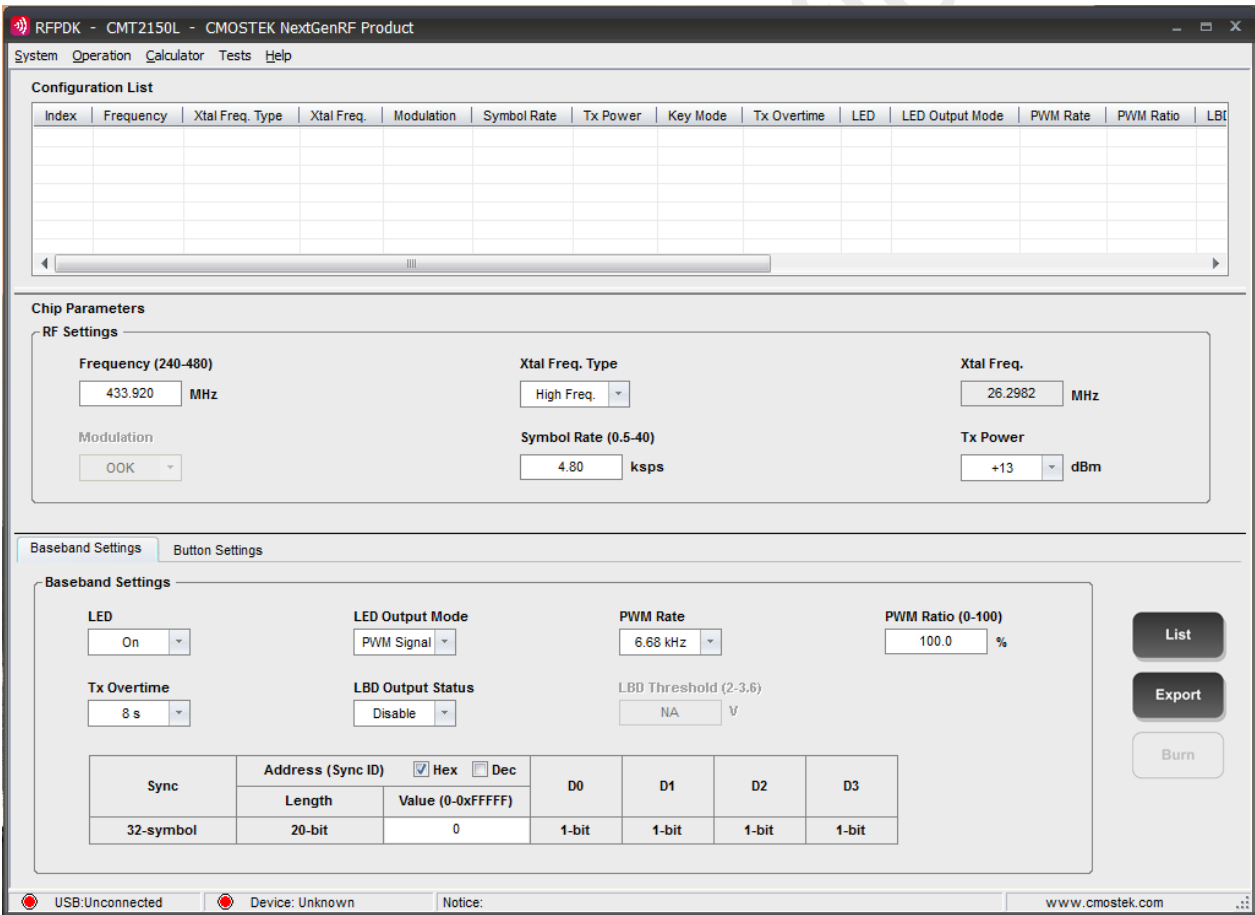 RFPDK - CMT2150L - CMOSTEK NextGenRF Product
System Operation Calculator Tests Help
Configuration List
Index Frequency Xtal Freq. Type Xtal Freq. Modulation Symbol Rate Tx Power Key Mode Tx Overtime LED LED Output Mode PWM Rate PWM Ratio LBD
Chip Parameters
RF Settings
Frequency (240-480) Xtal Freq. Type Xtal Freq.
433.920 MHz High Freq. 26.2982 MHz
Modulation Symbol Rate (0.5-40) Tx Power
OOK 4.80 ksps +13 dBm
Baseband Settings Button Settings
Baseband Settings
LED LED Output Mode PWM Rate PWM Ratio (0-100)
On PWM Signal 6.68 kHz 100.0 %
List
Tx Overtime LBD Output Status LBD Threshold (2-3.6)
8 s Disable NA V
Export
Burn
Sync Address (Sync ID) Hex Dec D0 D1 D2 D3
Length Value (0-0xFFFFF)
32-symbol 20-bit 0 1-bit 1-bit 1-bit 1-bit
USB:Unconnected Device: Unknown Notice: www.cmostek.com